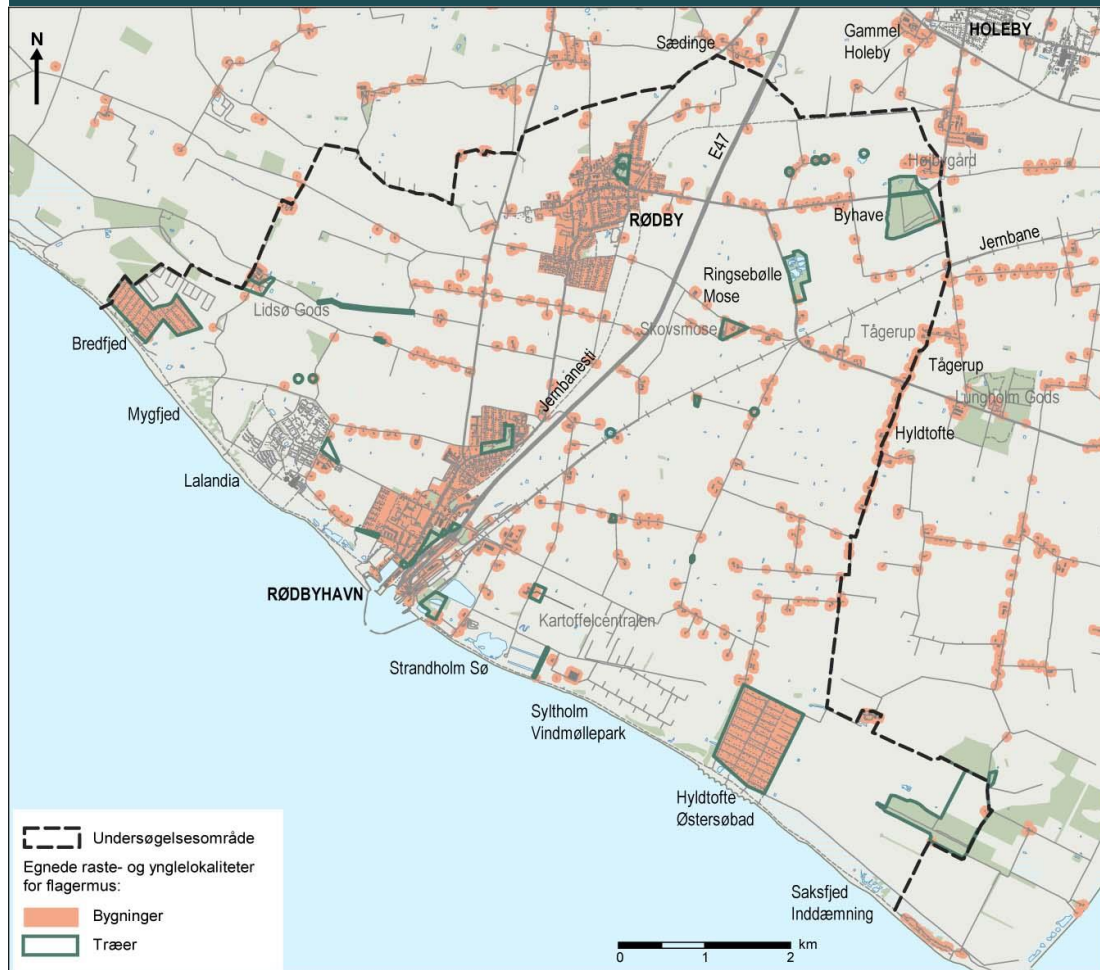 Sædinge
Gammel
Holeby
HOLEBY
N
E47
Højbygård
RØDBY
Byhave
Jernbane
Ringsebølle
Mose
Lidsø Gods
Skovsmose
Tågerup
Bredfjed
Jernbanesti
Tågerup
Lungholm Gods
Mygfjed
Hyldtofte
Lalandia
RØDBYHAVN
Kartoffelcentralen
Strandholm Sø
Syltholm
Vindmøllepark
Hyldtofte
Østersøbad
Saksfjed
Inddæmning
Undersøgelsesområde
Egnede raste- og ynglelokaliteter
for flagermus:
Bygninger
Træer
km
0 1 2